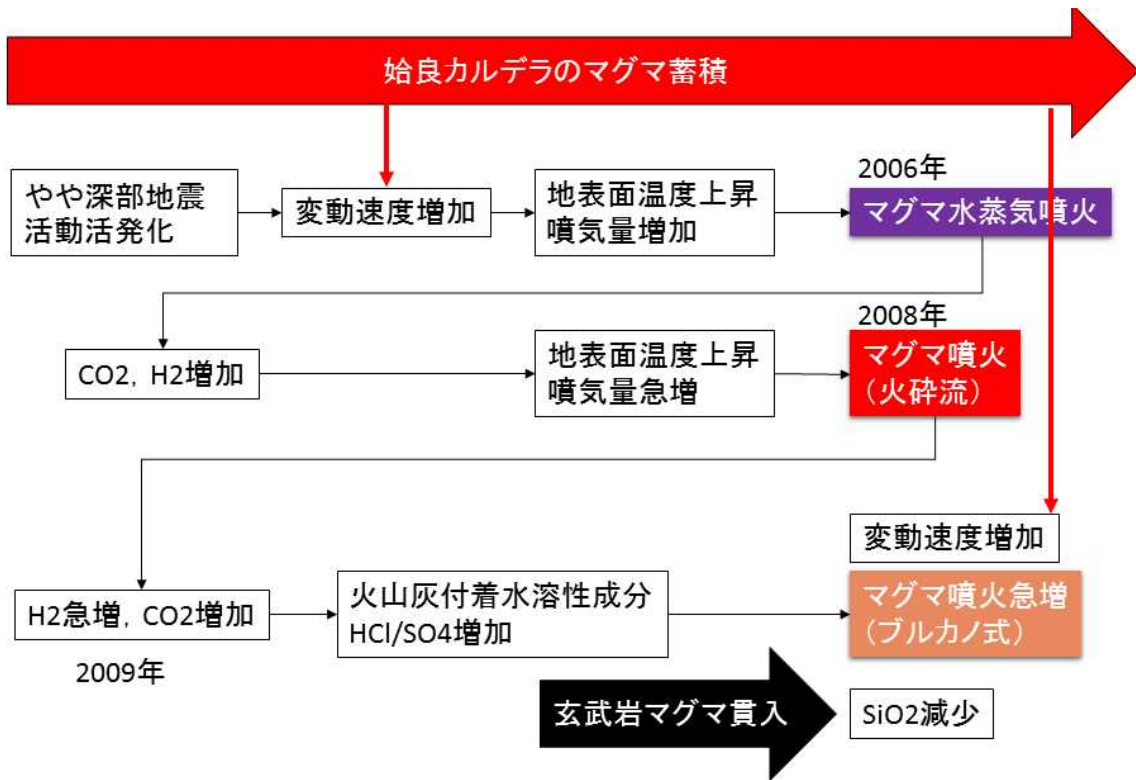 姶良カルデラのマグマ蓄積
やや深部地震
活動活発化
変動速度増加
地表面温度上昇
噴気量増加
2006年
マグマ水蒸気噴火
CO2, H2増加
地表面温度上昇
噴気量急増
2008年
マグマ噴火
(火砕流)
H2急増, CO2増加
2009年
火山灰付着水溶性成分
HCl/SO4増加
変動速度増加
マグマ噴火急増
(ブルカノ式)
玄武岩マグマ貫入
SiO2減少